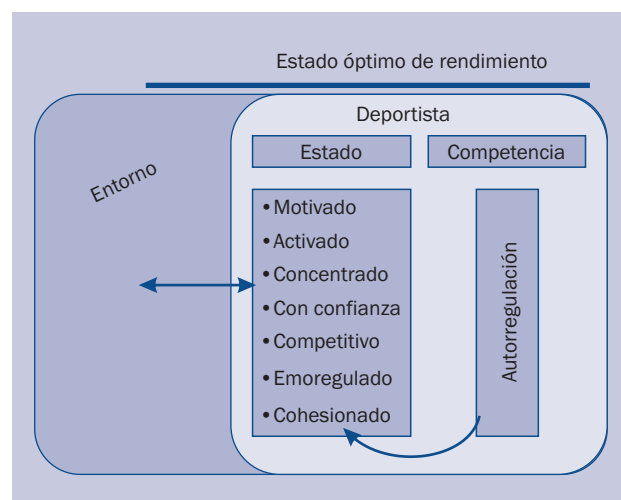 Estado óptimo de rendimiento
Deportista
Estado
Competencia
Entorno
•Motivado
•Activado
•Concentrado
•Con confianza
•Competitivo
•Emoregulado
•Cohesionado
Autorregulación